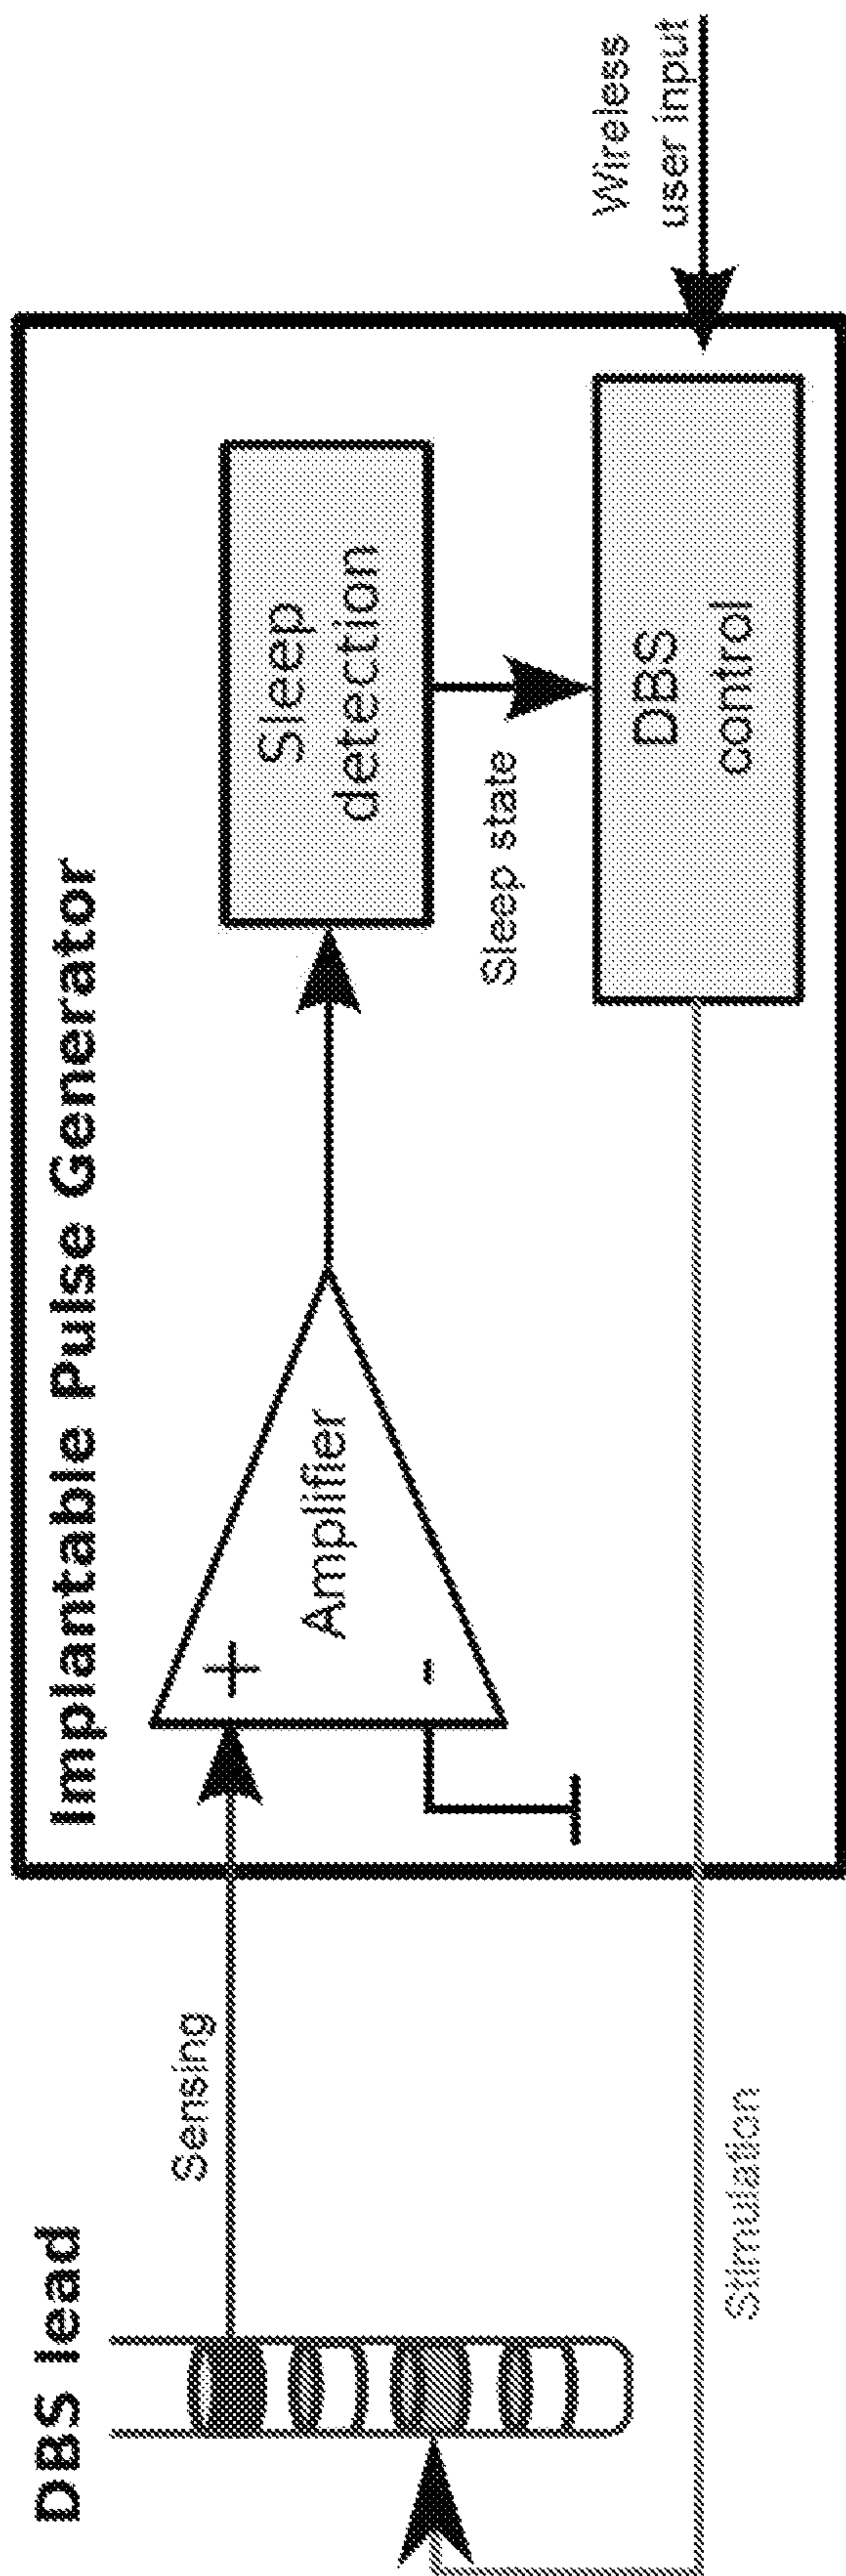 DBS lead
Sensing
Stimulation
Implantable Pulse Generator
+
-
Amplifier
Sleep
detection
Sleep state
DBS
control
Wireless
user input